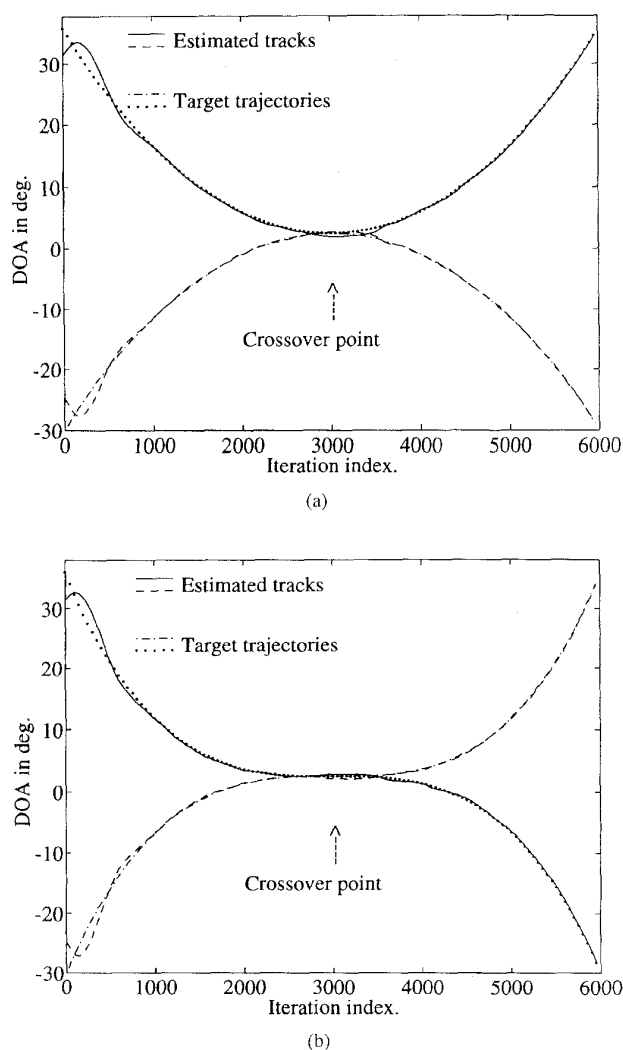 Estimated tracks
Target trajectories
30
20
10
0
-10
-20
-30
DOA in deg.
Crossover point
0 1000 2000 3000 4000 5000 6000
Iteration index.
(a)
Estimated tracks
Target trajectories
30
20
10
0
-10
-20
-30
DOA in deg.
Crossover point
0 1000 2000 3000 4000 5000 6000
Iteration index.
(b)